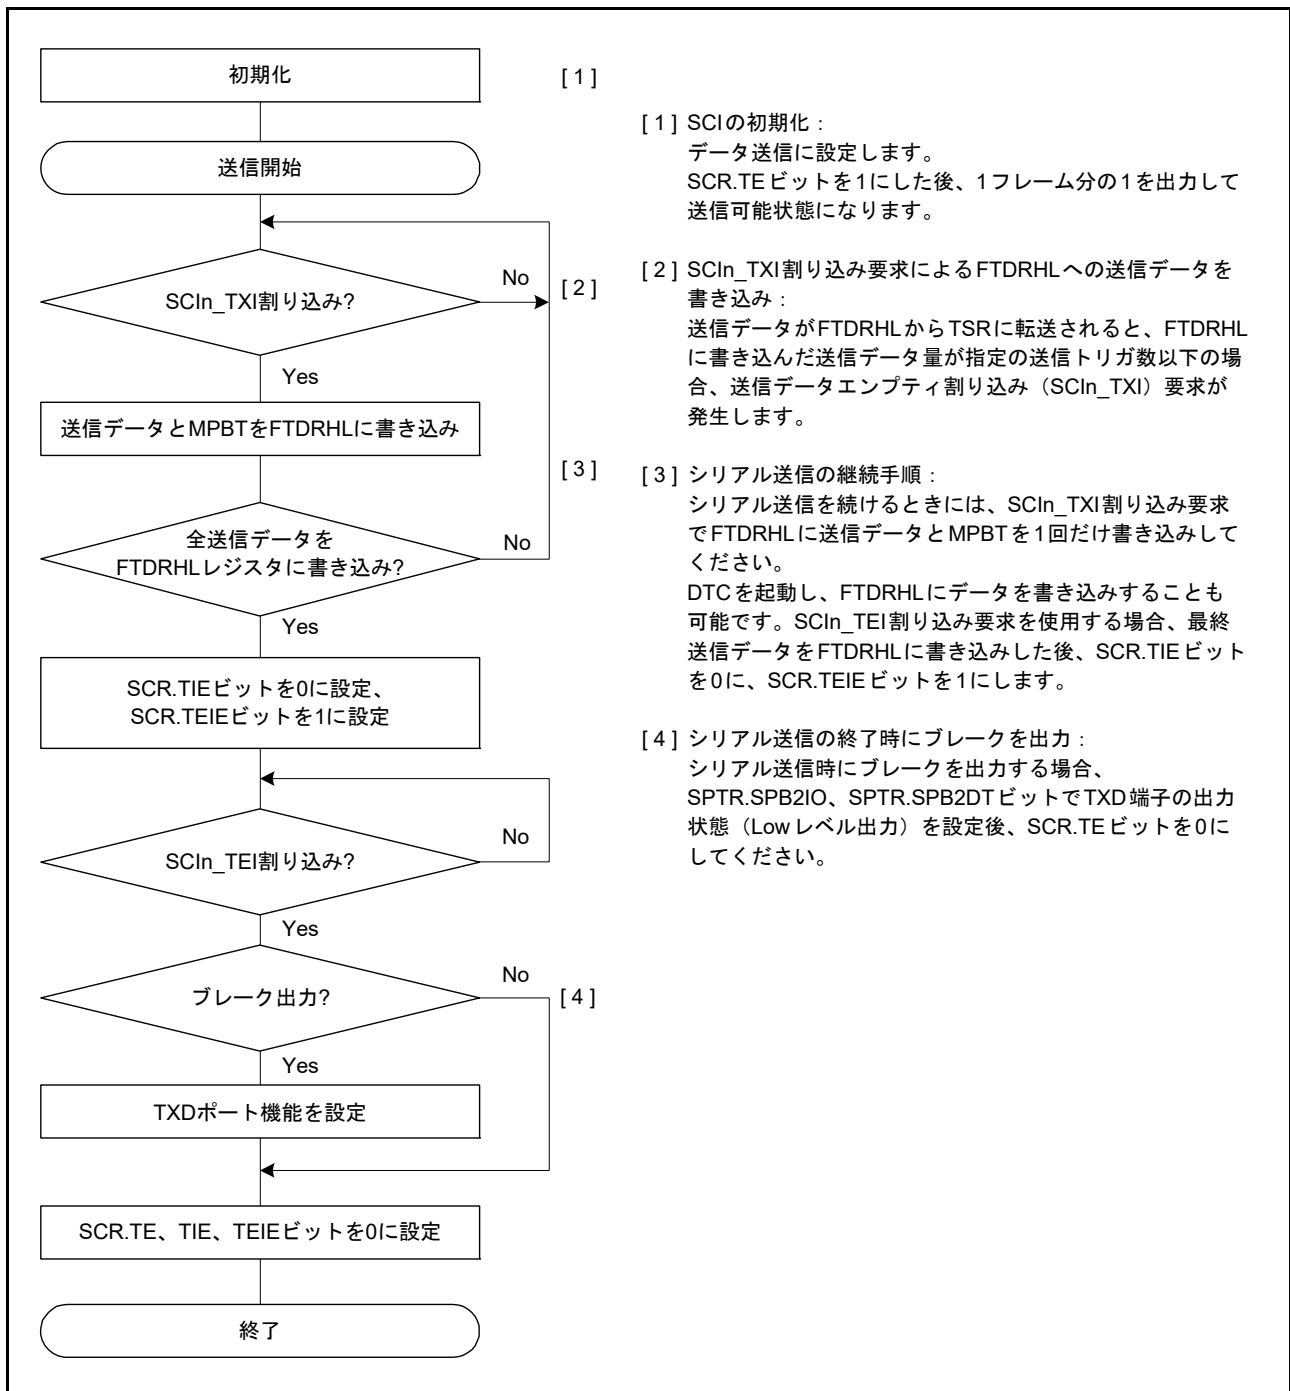 初期化
[ 1 ]
送信開始
SCIn_TXI割り込み?
No
[ 2 ]
Yes
送信データとMPBTをFTDRHLに書き込み
[ 3 ]
全送信データを
FTDRHLレジスタに書き込み?
No
Yes
SCR.TIEビットを0に設定、
SCR.TEIEビットを1に設定
SCIn_TEI割り込み?
No
Yes
ブレーク出力?
No
[ 4 ]
Yes
TXDポート機能を設定
SCR.TE、TIE、TEIEビットを0に設定
終了
[ 1 ] SCIの初期化：
データ送信に設定します。
SCR.TEビットを1にした後、1フレーム分の1を出力して
送信可能状態になります。
[ 2 ] SCIn_TXI割り込み要求によるFTDRHLへの送信データを
書き込み：
送信データがFTDRHLからTSRに転送されると、FTDRHL
に書き込んだ送信データ量が指定の送信トリガ数以下の場
合、送信データエンプティ割り込み（SCIn_TXI）要求が
発生します。
[ 3 ] シリアル送信の継続手順：
シリアル送信を続けるときには、SCIn_TXI割り込み要求
でFTDRHLに送信データとMPBTを1回だけ書き込みして
ください。
DTCを起動し、FTDRHLにデータを書き込みすることも
可能です。SCIn_TEI割り込み要求を使用する場合、最終
送信データをFTDRHLに書き込みした後、SCR.TIEビット
を0に、SCR.TEIEビットを1にします。
[ 4 ] シリアル送信の終了時にブレークを出力：
シリアル送信時にブレークを出力する場合、
SPTR.SPB2IO、SPTR.SPB2DTビットでTXD端子の出力
状態（Lowレベル出力）を設定後、SCR.TEビットを0に
してください。